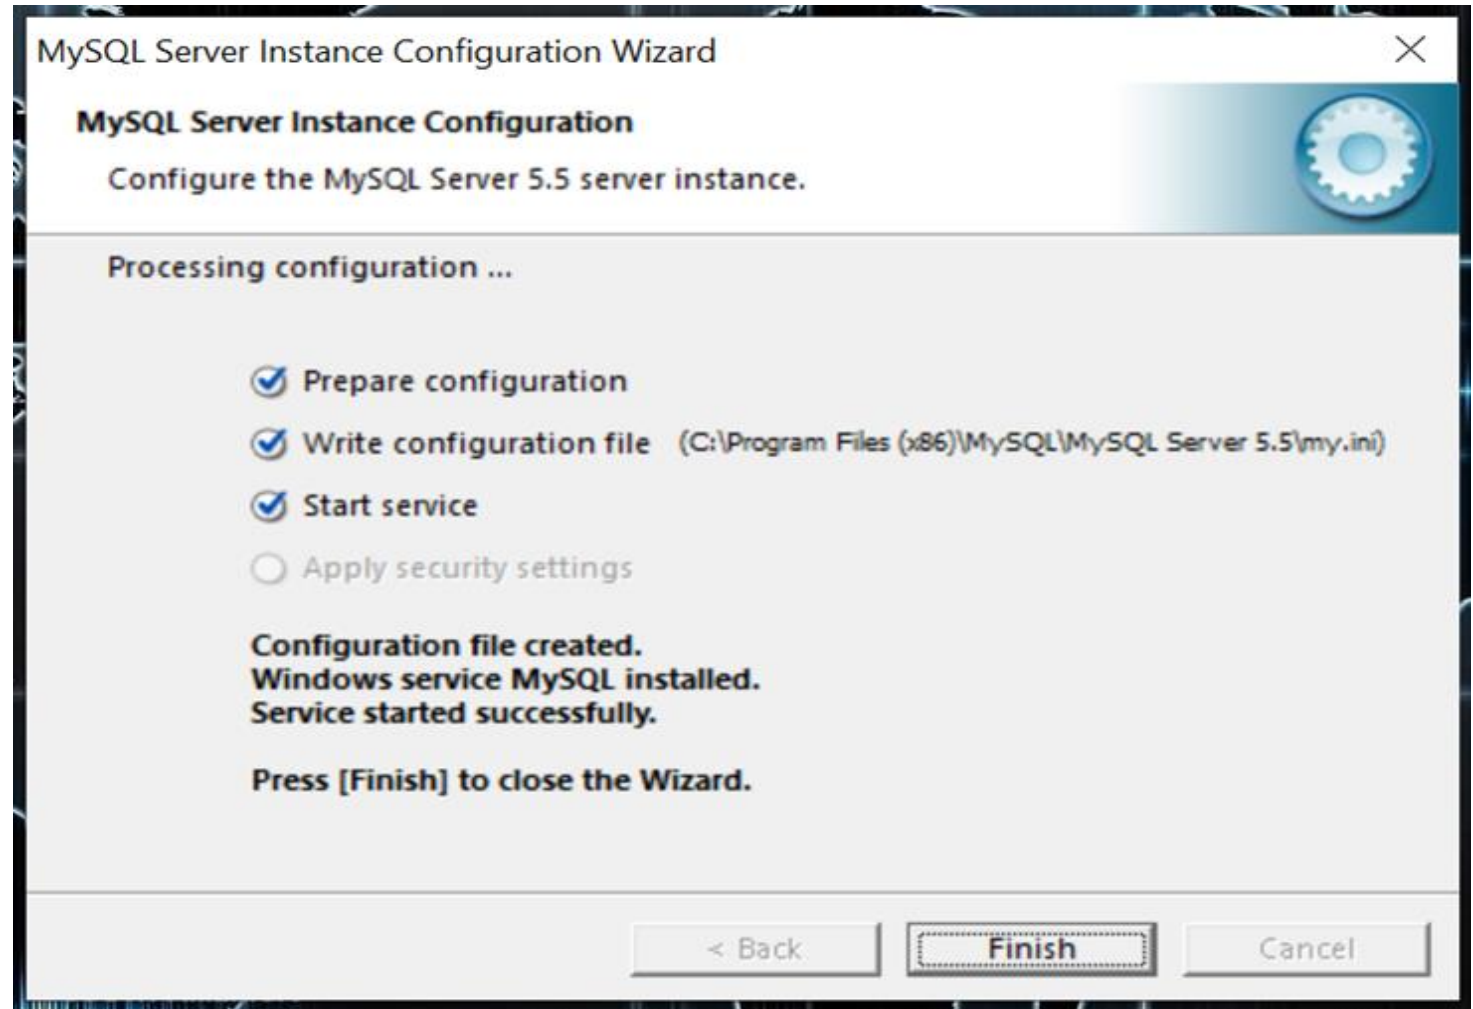 MySQL Server Instance Configuration Wizard
MySQL Server Instance Configuration
Configure the MySQL Server 5.5 server instance.
Processing configuration ...
Prepare configuration
Write configuration file (C:\Program Files (x86)\MySQL\MySQL Server 5.5\my.ini)
Start service
Apply security settings
Configuration file created.
Windows service MySQL installed.
Service started successfully.
Press [Finish] to close the Wizard.
< Back Finish Cancel